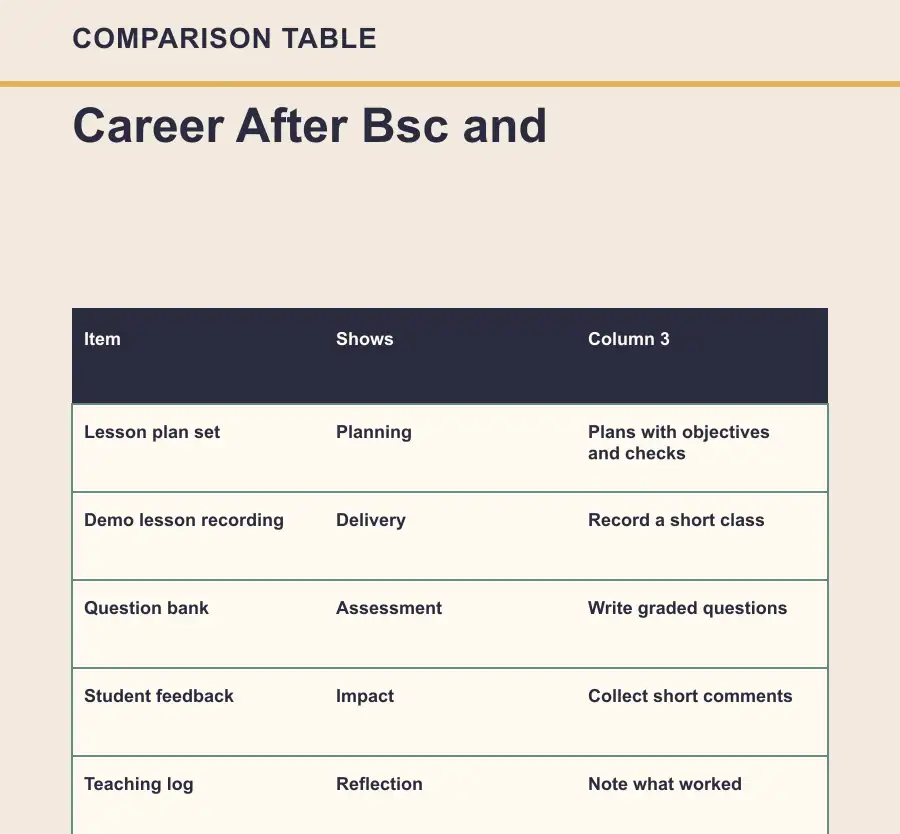 COMPARISON TABLE
Career After Bsc and
Item Shows Column 3
Lesson plan set Planning Plans with objectives
and checks
Demo lesson recording Delivery Record a short class
Question bank Assessment Write graded questions
Student feedback Impact Collect short comments
Teaching log Reflection Note what worked